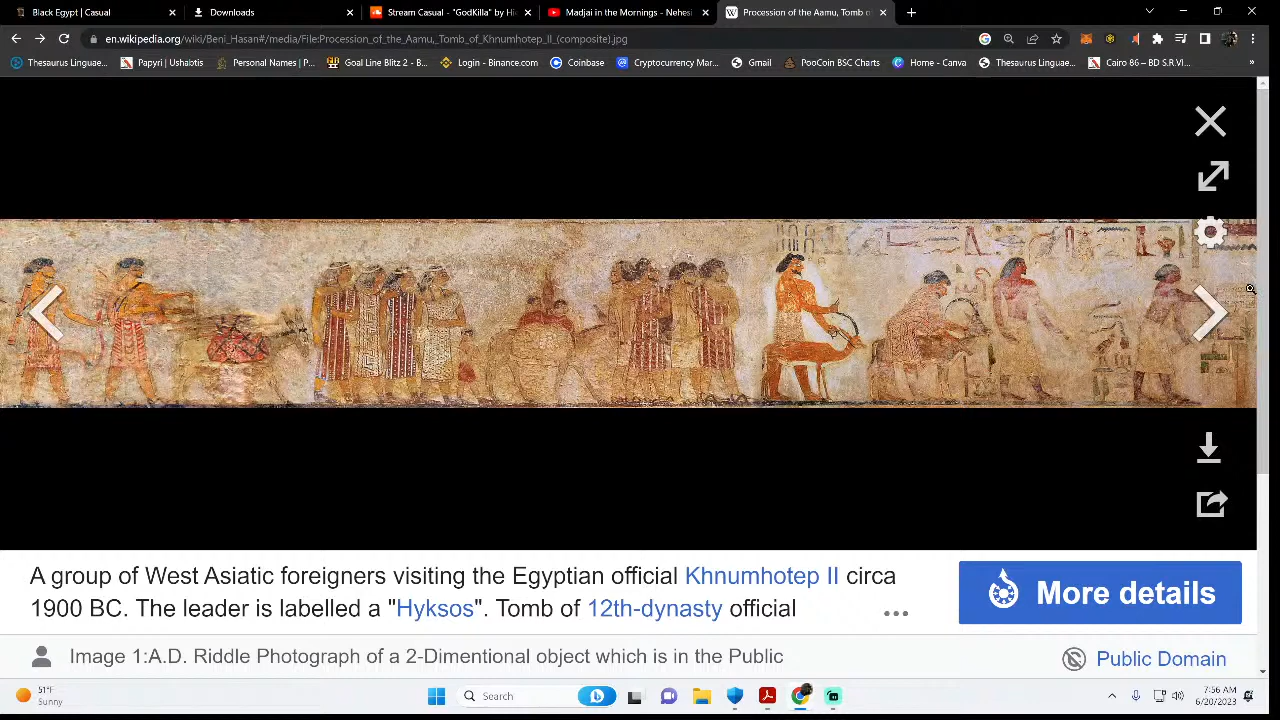 Black Egypt | Casual
Downloads
Stream Casual - "GodKilla" by Hi
Madjai in the Mornings - Nehesi
Procession of the Aamu, Tomb o
en.wikipedia.org/wiki/Beni_Hasan#/media/File:Procession_of_the_Aamu,_Tomb_of_Khnumhotep_II_(composite).jpg
Thesaurus Linguae...
Papyri | Ushabtis
Personal Names | P...
Goal Line Blitz 2 - B...
Login - Binance.com
Coinbase
Cryptocurrency Mar...
Gmail
PooCoin BSC Charts
Home - Canva
Thesaurus Linguae...
Cairo 86 – BD S.R.VI...
»
A group of West Asiatic foreigners visiting the Egyptian official Khnumhotep II circa
1900 BC. The leader is labelled a "Hyksos". Tomb of 12th-dynasty official
More details
Image 1:A.D. Riddle Photograph of a 2-Dimentional object which is in the Public
Public Domain
51°F
Sunny
Search
7:56 AM